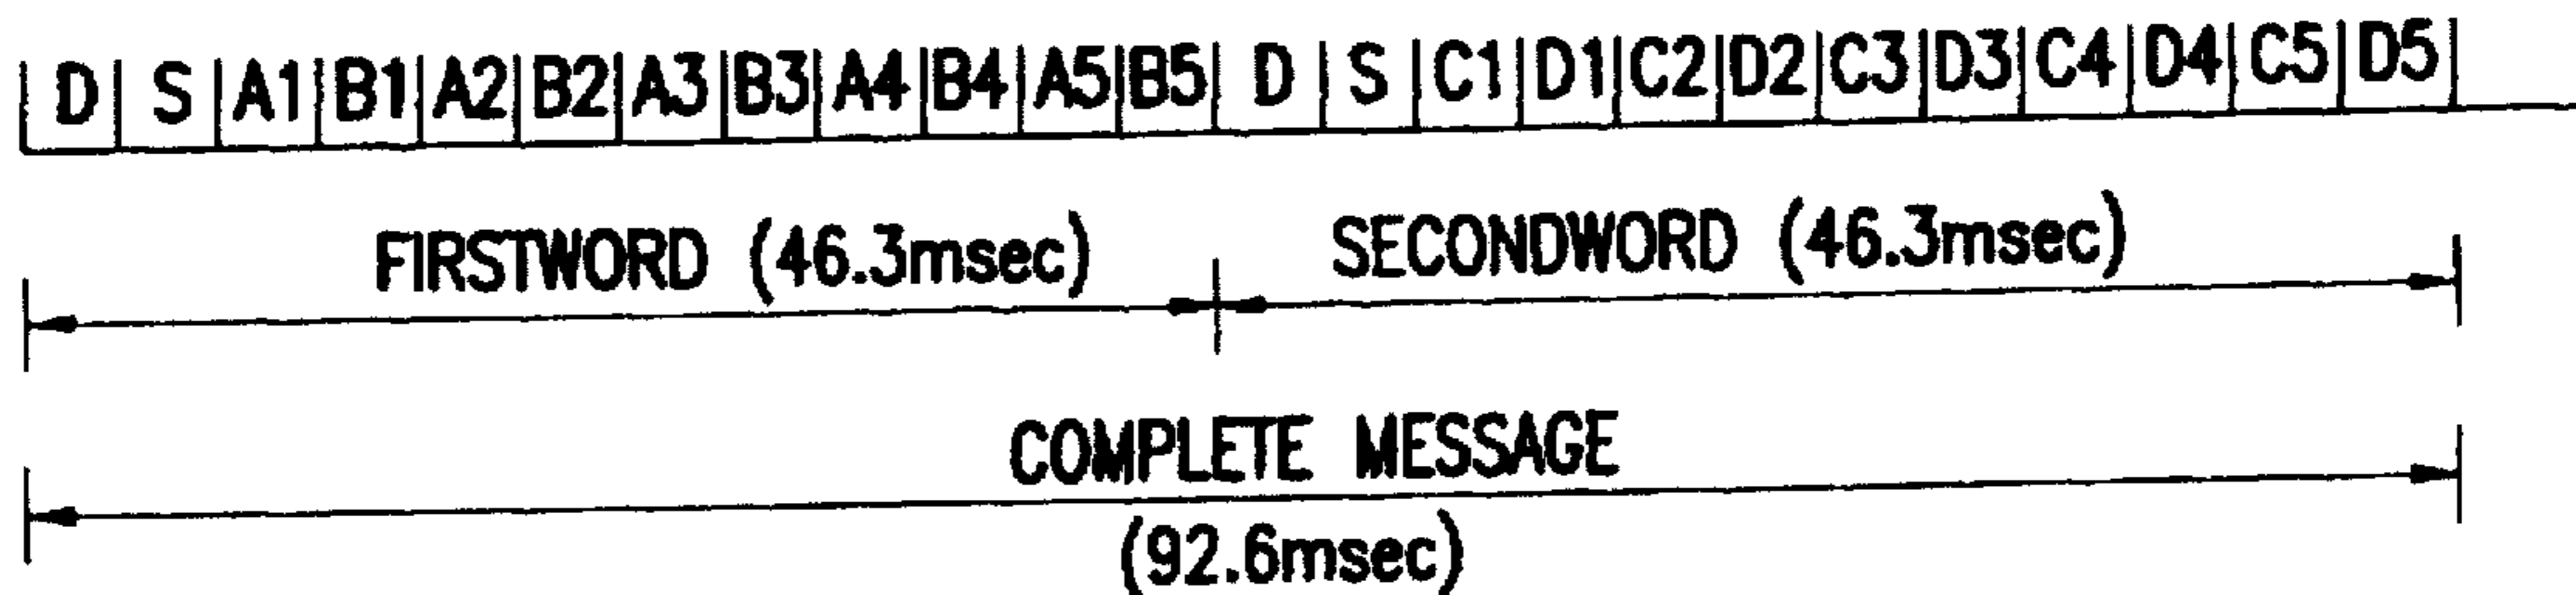 D S A1 B1 A2 B2 A3 B3 A4 B4 A5 B5 D S C1 D1 C2 D2 C3 D3 C4 D4 C5 D5
FIRSTWORD (46.3msec) SECONDWORD (46.3msec)
COMPLETE MESSAGE
(92.6msec)